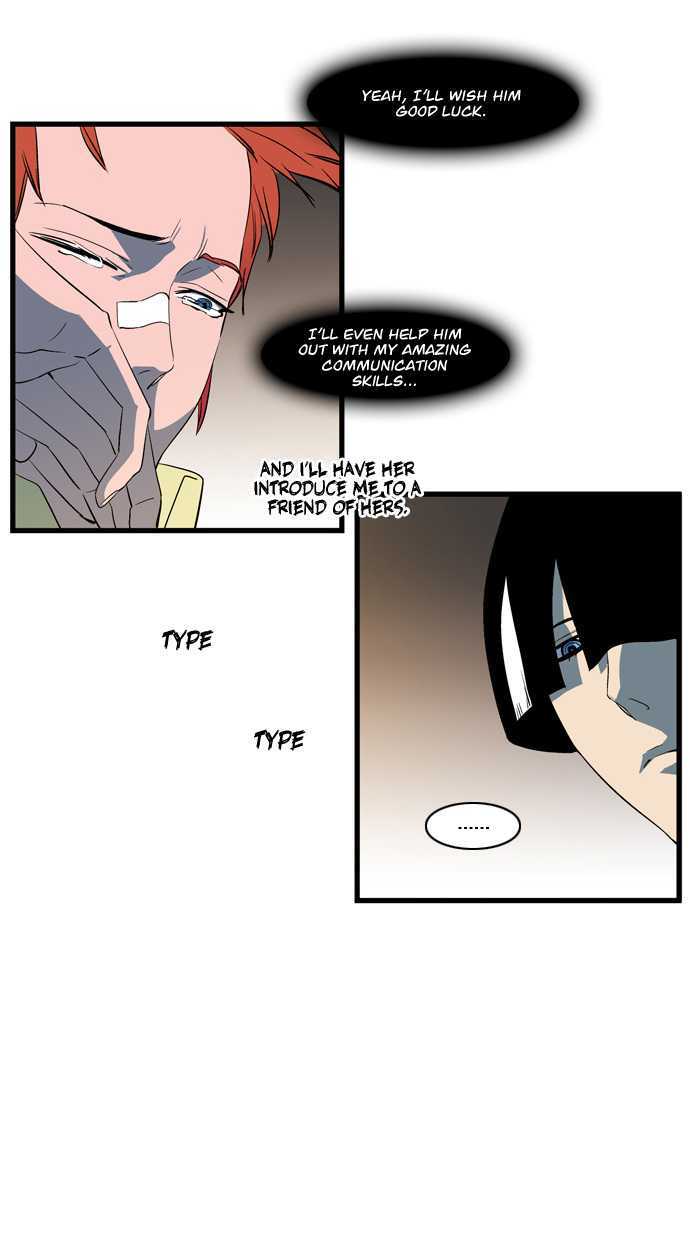 YEAH, I'LL WISH HIM
GOOD LUCK.
I'LL EVEN HELP HIM
OUT WITH MY AMAZING
COMMUNICATION
SKILLS...
AND I'LL HAVE HER
INTRODUCE ME TO A
FRIEND OF HERS.
TYPE
TYPE
......